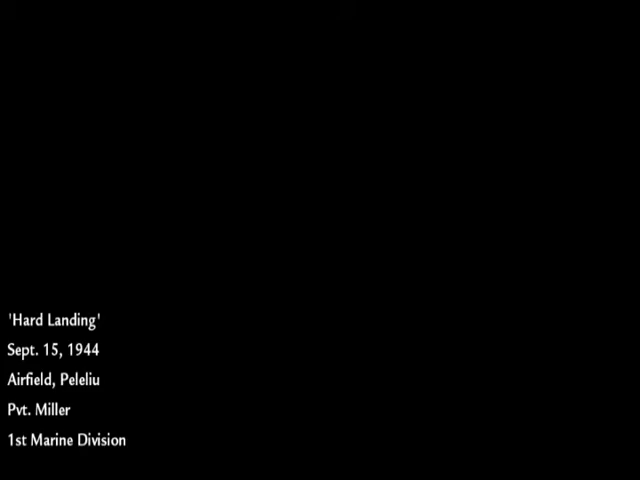 'Hard Landing'
Sept. 15, 1944
Airfield, Peleliu
Pvt. Miller
1st Marine Division